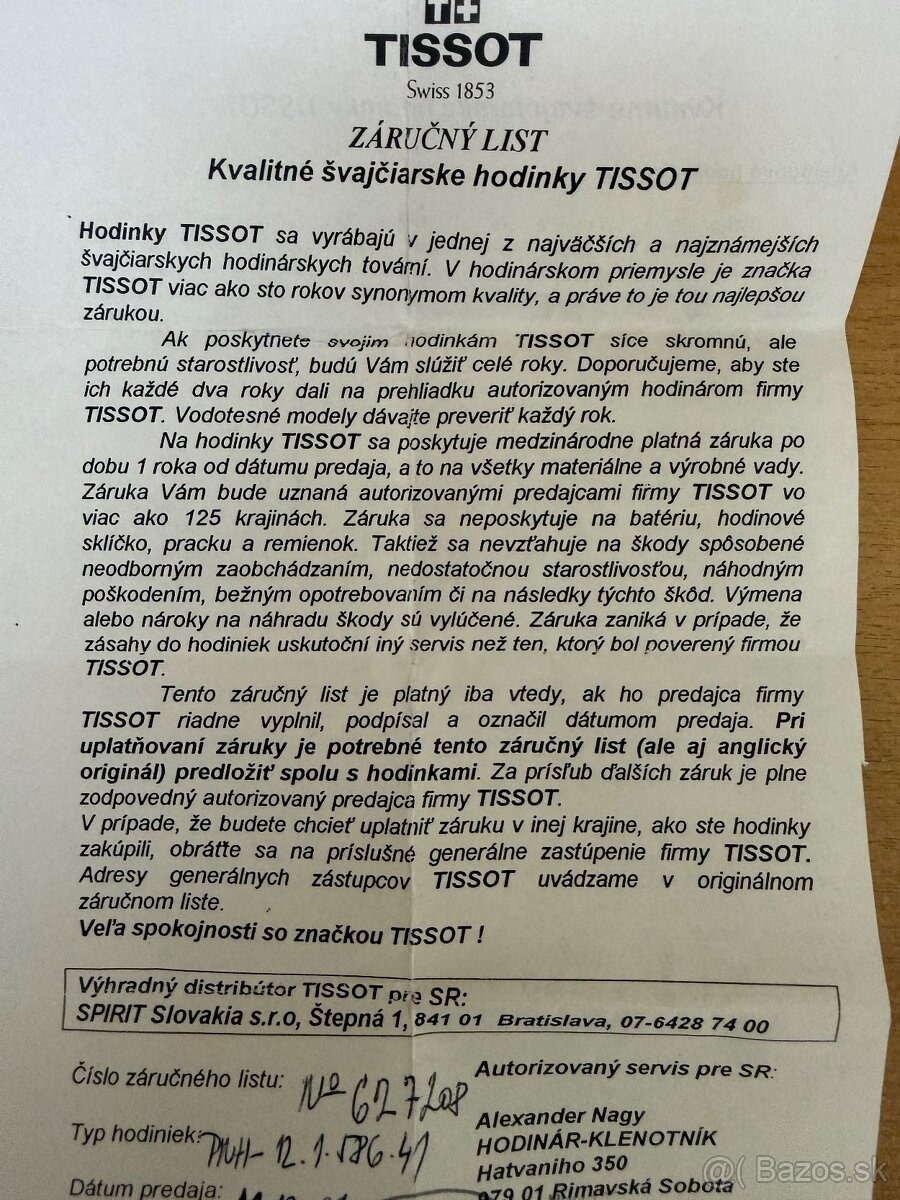 T+
TISSOT
Swiss 1853
ZÁRUČNÝ LIST
Kvalitné švajčiarske hodinky TISSOT
Hodinky TISSOT sa vyrábajú v jednej z najväčších a najznámejších
švajčiarskych hodinárskych tovární. V hodinárskom priemysle je značka
TISSOT viac ako sto rokov synonymom kvality, a práve to je tou najlepšou
zárukou.
Ak poskytnete svojim hodinkám TISSOT síce skromnú, ale
potrebnú starostlivosť, budú Vám slúžiť celé roky. Doporučujeme, aby ste
ich každé dva roky dali na prehliadku autorizovaným hodinárom firmy
TISSOT. Vodotesné modely dávajte preveriť každý rok.
Na hodinky TISSOT sa poskytuje medzinárodne platná záruka po
dobu 1 roka od dátumu predaja, a to na všetky materiálne a výrobné vady.
Záruka Vám bude uznaná autorizovanými predajcami firmy TISSOT vo
viac ako 125 krajinách. Záruka sa neposkytuje na batériu, hodinové
sklíčko, pracku a remienok. Taktiež sa nevzťahuje na škody spôsobené
neodborným zaobchádzaním, nedostatočnou starostlivosťou, náhodným
poškodením, bežným opotrebovaním či na následky týchto škôd. Výmena
alebo nároky na náhradu škody sú vylúčené. Záruka zaniká v prípade, že
zásahy do hodiniek uskutoční iný servis než ten, ktorý bol poverený firmou
TISSOT.
Tento záručný list je platný iba vtedy, ak ho predajca firmy
TISSOT riadne vyplnil, podpísal a označil dátumom predaja. Pri
uplatňovaní záruky je potrebné tento záručný list (ale aj anglický
originál) predložiť spolu s hodinkami. Za prísľub ďalších záruk je plne
zodpovedný autorizovaný predajca firmy TISSOT.
V prípade, že budete chcieť uplatniť záruku v inej krajine, ako ste hodinky
zakúpili, obráťte sa na príslušné generálne zastúpenie firmy TISSOT.
Adresy generálnych zástupcov TISSOT uvádzame v originálnom
záručnom liste.
Veľa spokojnosti so značkou TISSOT !
Výhradný distribútor TISSOT pre SR:
SPIRIT Slovakia s.r.o, Štepná 1, 841 01 Bratislava, 07-6428 74 00
Číslo záručného listu: No 627208
Typ hodiniek: 12.1.586.41
Dátum predaja:
Autorizovaný servis pre SR:
Alexander Nagy
HODINÁR-KLENOTNÍK
Hatvaniho 350
979 01 Rimavská Sobota
@( Bazos.sk